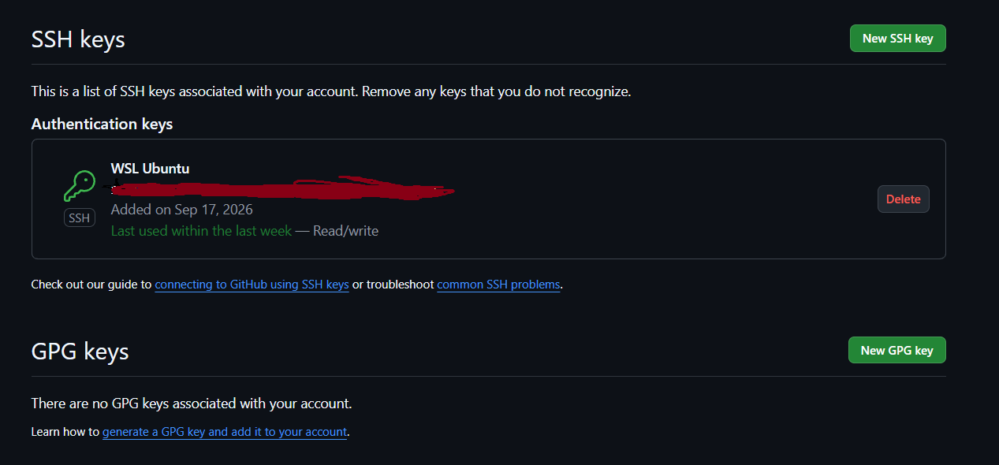 SSH keys
New SSH key
This is a list of SSH keys associated with your account. Remove any keys that you do not recognize.
Authentication keys
WSL Ubuntu
Added on Sep 17, 2026
SSH
Last used within the last week — Read/write
Delete
Check out our guide to connecting to GitHub using SSH keys or troubleshoot common SSH problems.
GPG keys
New GPG key
There are no GPG keys associated with your account.
Learn how to generate a GPG key and add it to your account.